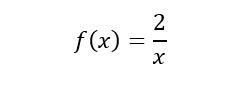 f(x) = 2/x